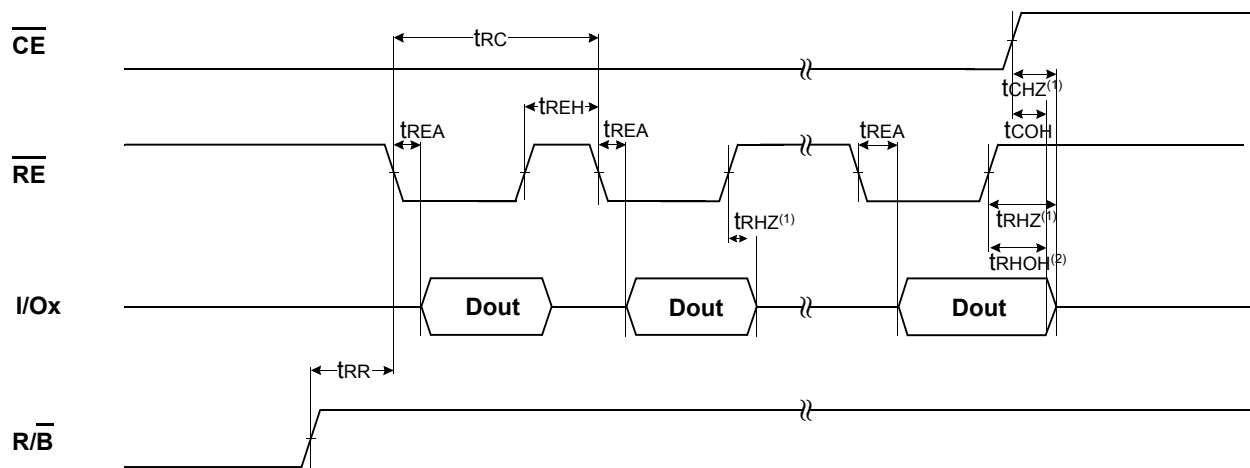 CE
tRC
tCHZ(1)
tREH
tCOH
tREA
tREA
tREA
RE
tRHZ(1)
tRHZ(1)
tRHOH(2)
I/Ox
Dout
Dout
Dout
tRR
R/B